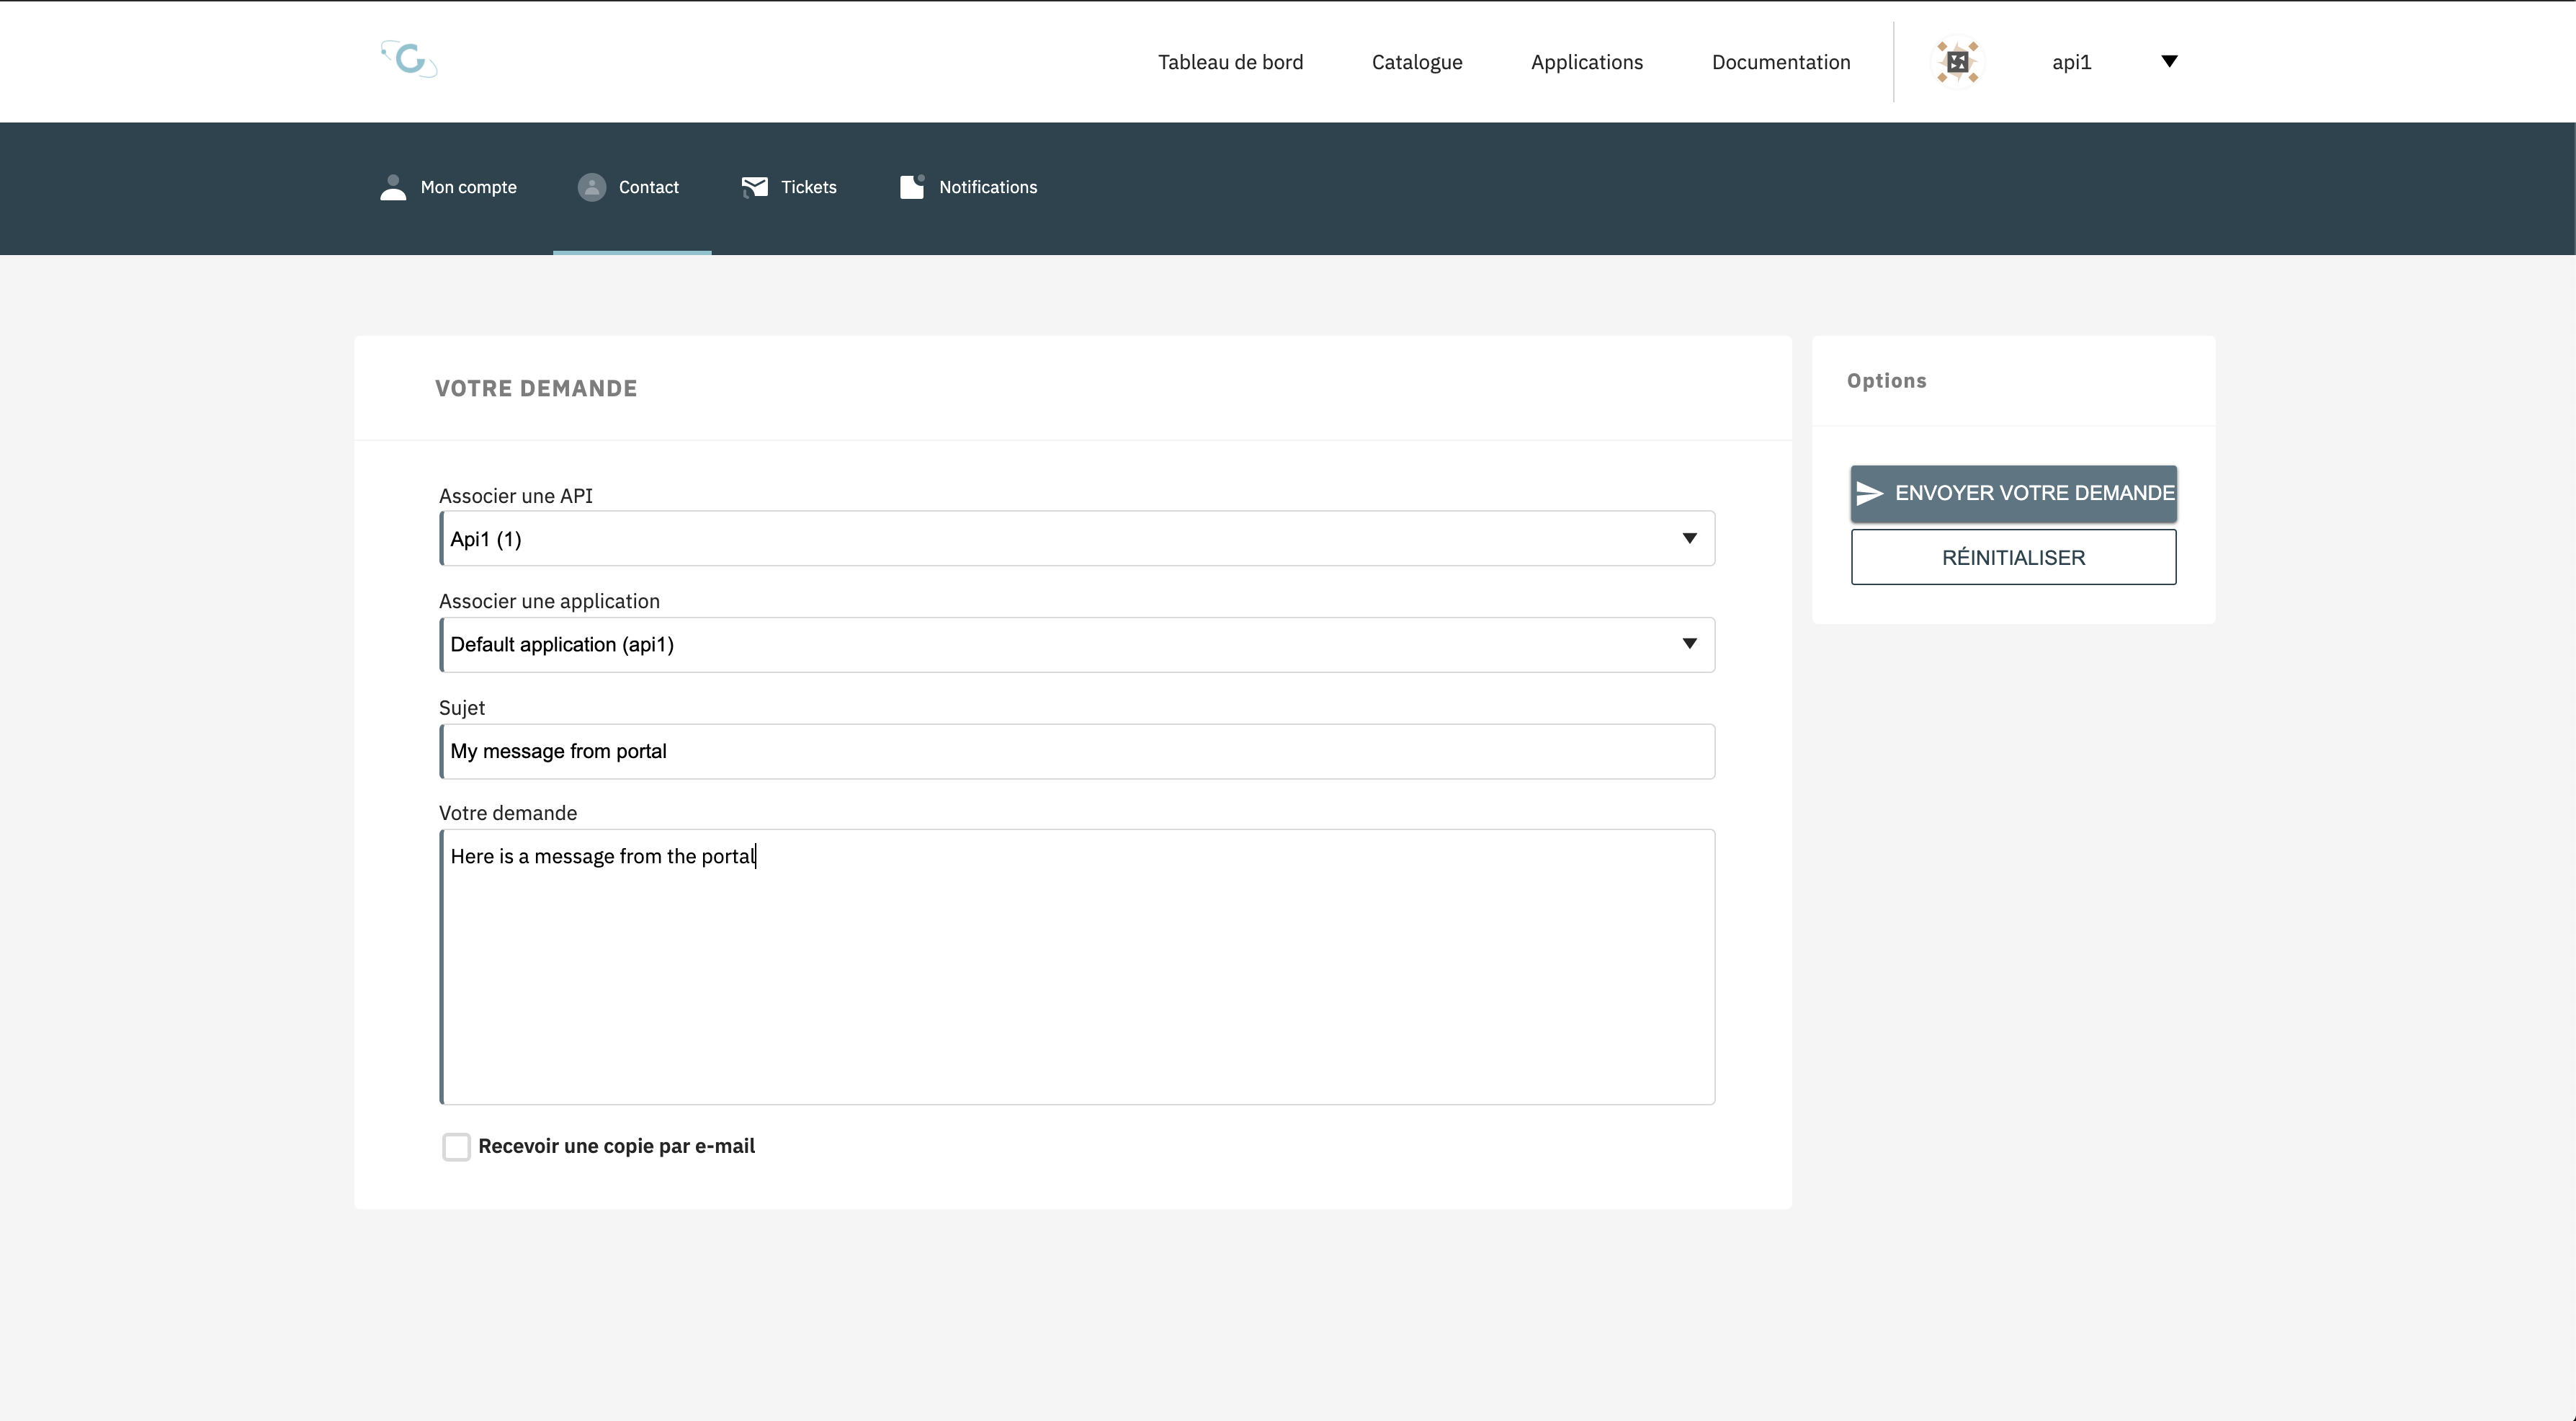 Tableau de bord
Catalogue
Applications
Documentation
api1
Mon compte
Contact
Tickets
Notifications
VOTRE DEMANDE
Associer une API
Api1 (1)
Associer une application
Default application (api1)
Sujet
My message from portal
Votre demande
Here is a message from the portal
Recevoir une copie par e-mail
Options
ENVOYER VOTRE DEMANDE
RÉINITIALISER